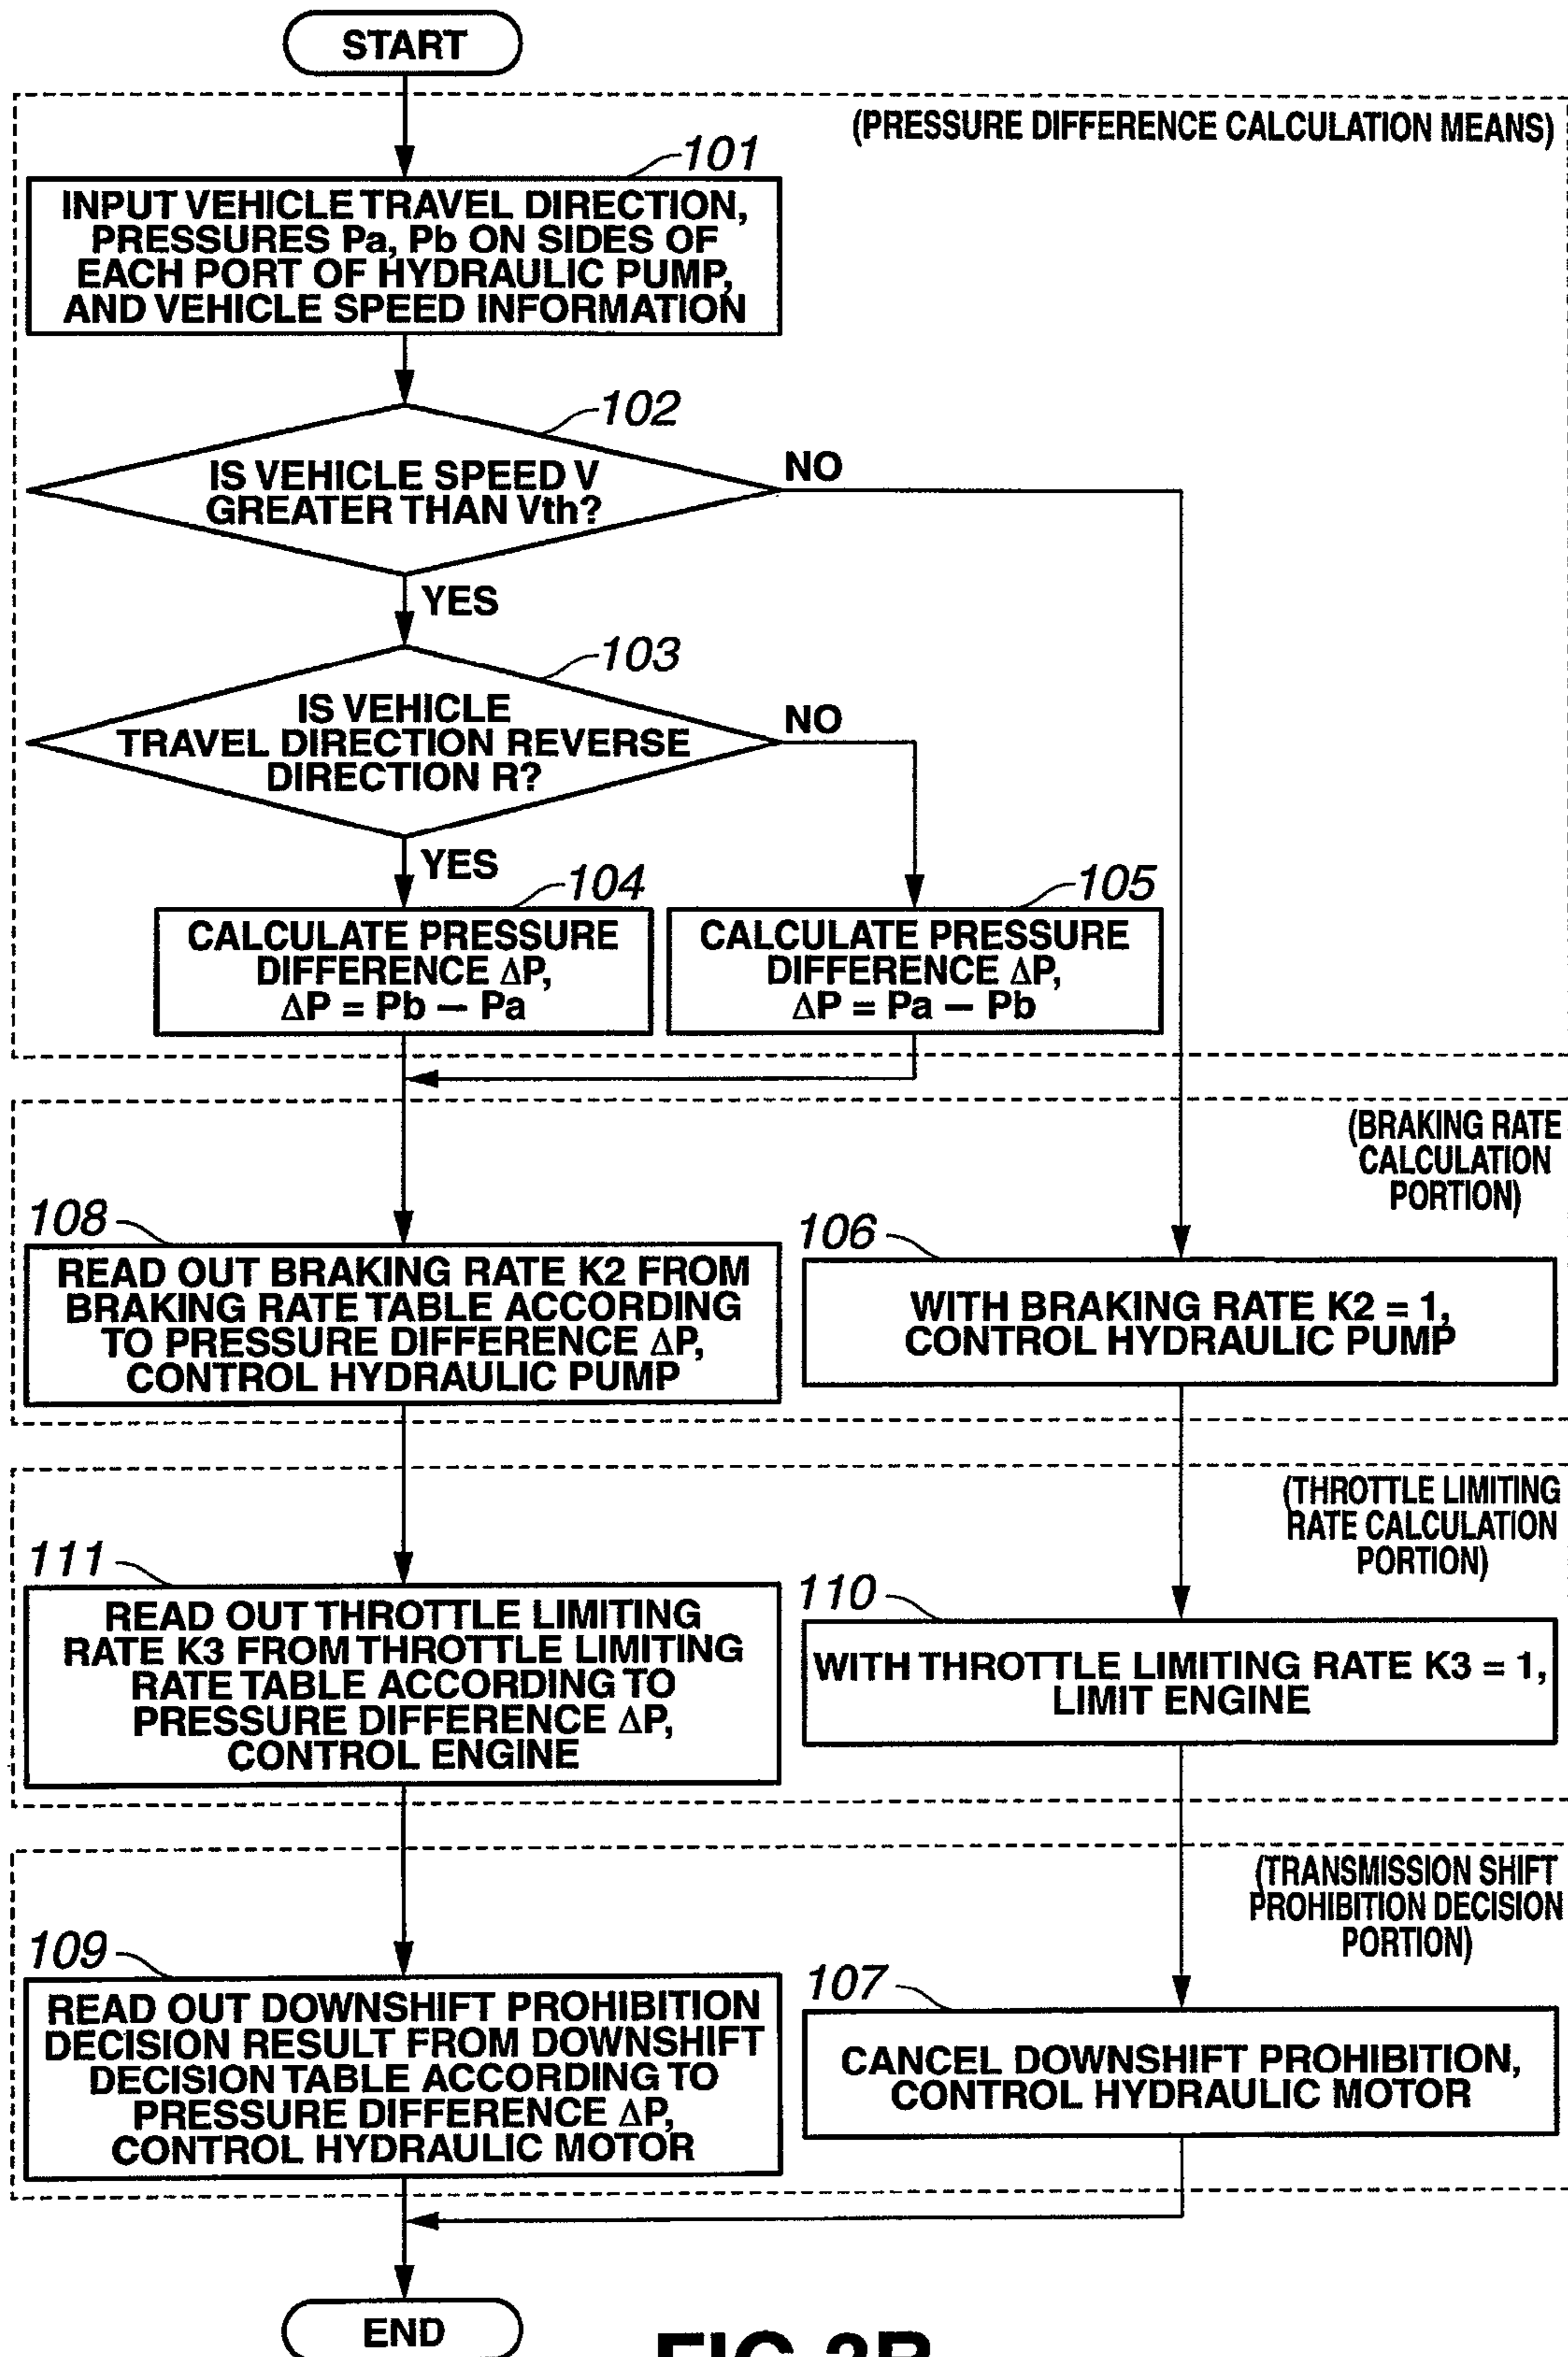 START
(PRESSURE DIFFERENCE CALCULATION MEANS)
101
INPUT VEHICLE TRAVEL DIRECTION,
PRESSURES Pa, Pb ON SIDES OF
EACH PORT OF HYDRAULIC PUMP,
AND VEHICLE SPEED INFORMATION
102
IS VEHICLE SPEED V
GREATER THAN Vth?
NO
YES
103
IS VEHICLE
TRAVEL DIRECTION REVERSE
DIRECTION R?
NO
YES
104
CALCULATE PRESSURE
DIFFERENCE ΔP,
ΔP = Pb − Pa
105
CALCULATE PRESSURE
DIFFERENCE ΔP,
ΔP = Pa − Pb
(BRAKING RATE
CALCULATION
PORTION)
108
READ OUT BRAKING RATE K2 FROM
BRAKING RATE TABLE ACCORDING
TO PRESSURE DIFFERENCE ΔP,
CONTROL HYDRAULIC PUMP
106
WITH BRAKING RATE K2 = 1,
CONTROL HYDRAULIC PUMP
(THROTTLE LIMITING
RATE CALCULATION
PORTION)
111
READ OUT THROTTLE LIMITING
RATE K3 FROM THROTTLE LIMITING
RATE TABLE ACCORDING TO
PRESSURE DIFFERENCE ΔP,
CONTROL ENGINE
110
WITH THROTTLE LIMITING RATE K3 = 1,
LIMIT ENGINE
(TRANSMISSION SHIFT
PROHIBITION DECISION
PORTION)
109
READ OUT DOWNSHIFT PROHIBITION
DECISION RESULT FROM DOWNSHIFT
DECISION TABLE ACCORDING TO
PRESSURE DIFFERENCE ΔP,
CONTROL HYDRAULIC MOTOR
107
CANCEL DOWNSHIFT PROHIBITION,
CONTROL HYDRAULIC MOTOR
END